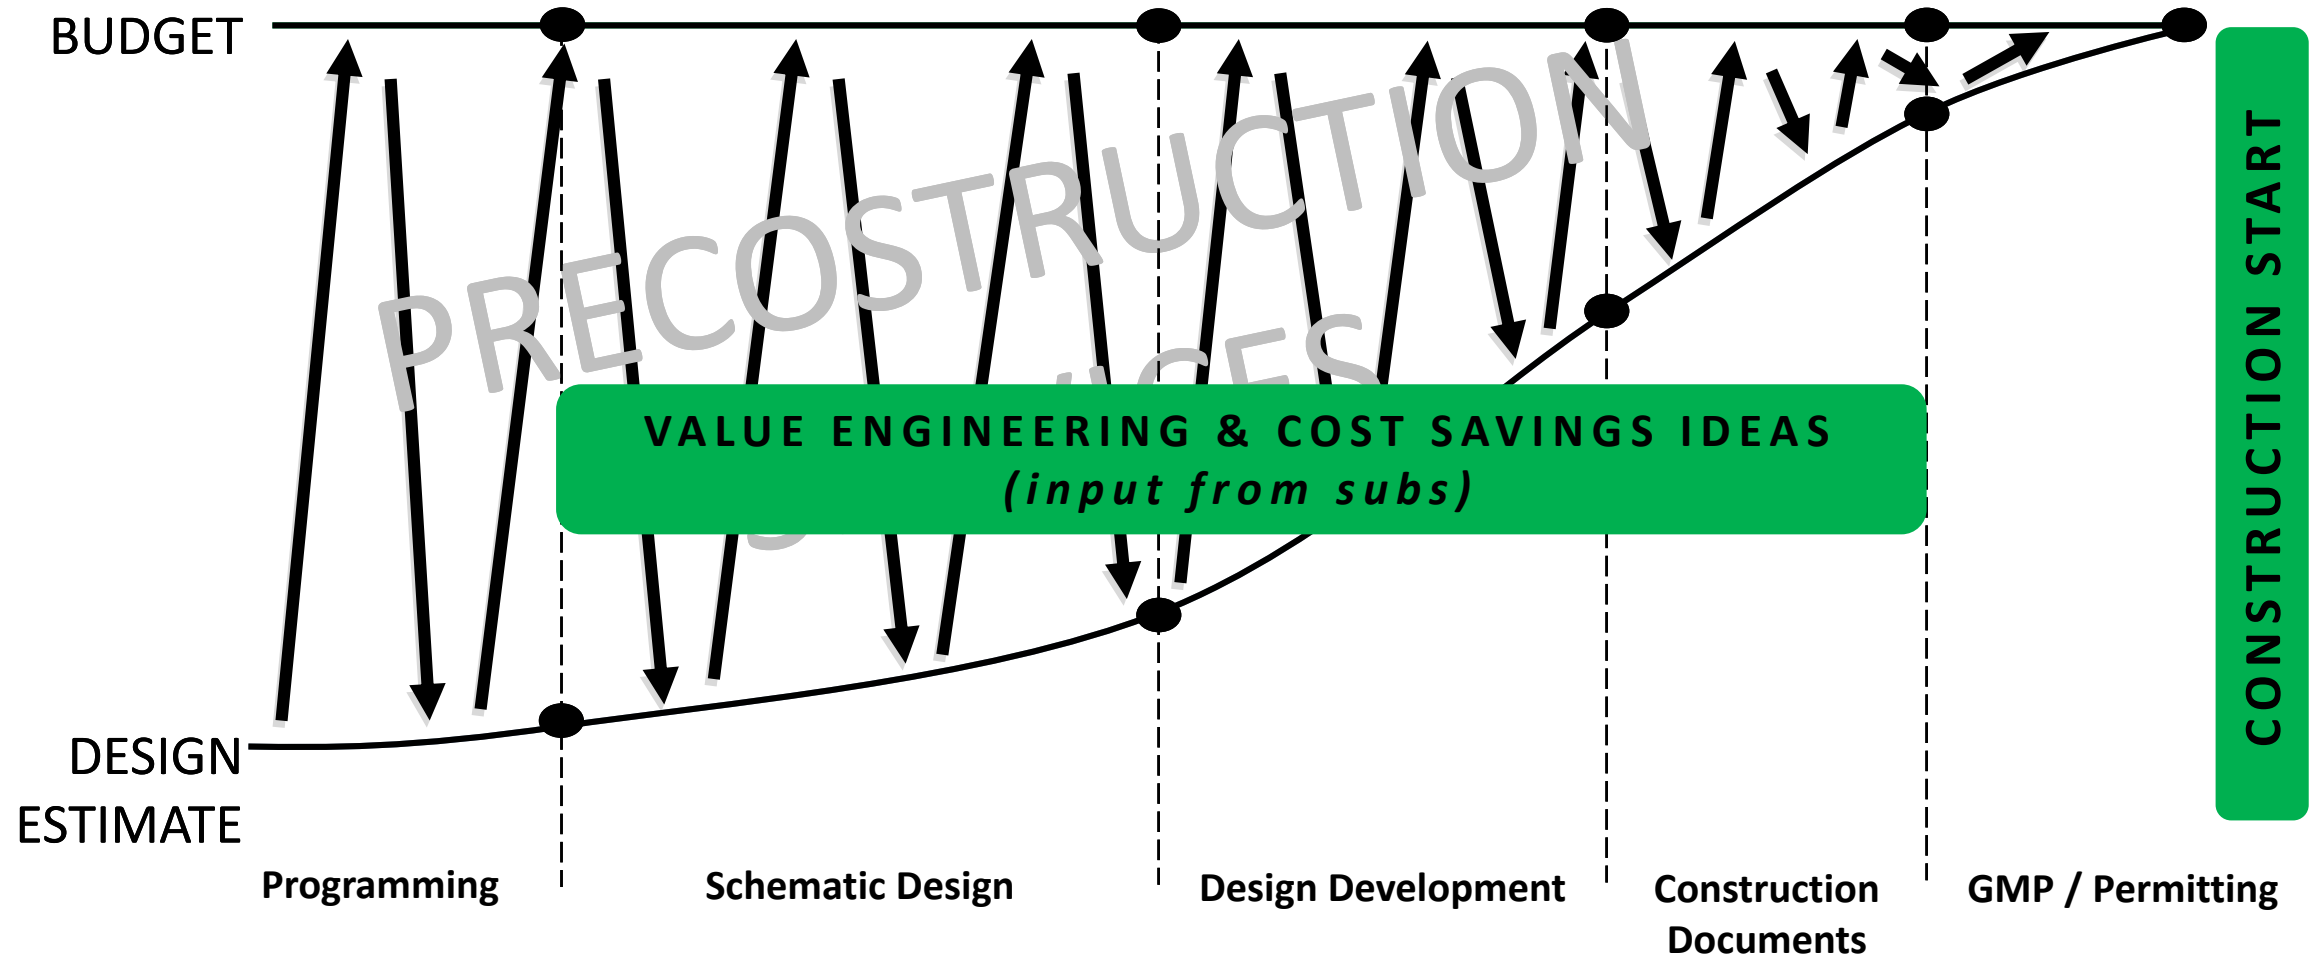 BUDGET
PRECOSTRUCTION
VALUE ENGINEERING & COST SAVINGS IDEAS
(input from subs)
CONSTRUCTION START
DESIGN
ESTIMATE
Programming
Schematic Design
Design Development
Construction
Documents
GMP / Permitting